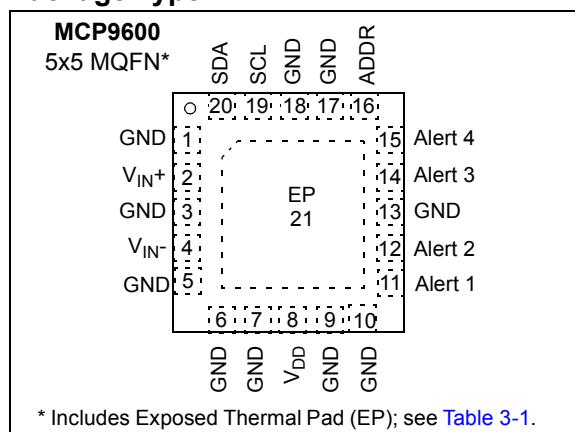 MCP9600
5x5 MQFN*
SDA
SCL
GND
GND
ADDR
20 19 18 17 16
GND 1
VIN+ 2
GND 3
VIN- 4
GND 5
EP
21
15 Alert 4
14 Alert 3
13 GND
12 Alert 2
11 Alert 1
6 7 8 9 10
GND
GND
VDD
GND
GND
* Includes Exposed Thermal Pad (EP); see Table 3-1.